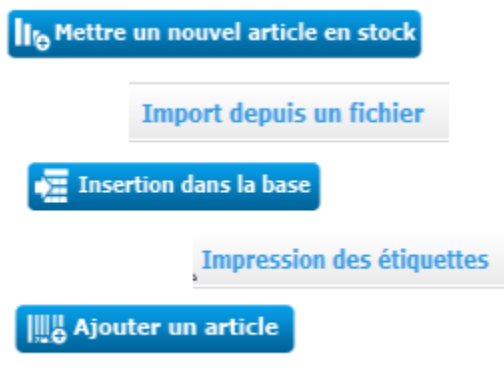 Mettre un nouvel article en stock
Import depuis un fichier
Insertion dans la base
Impression des étiquettes
Ajouter un article